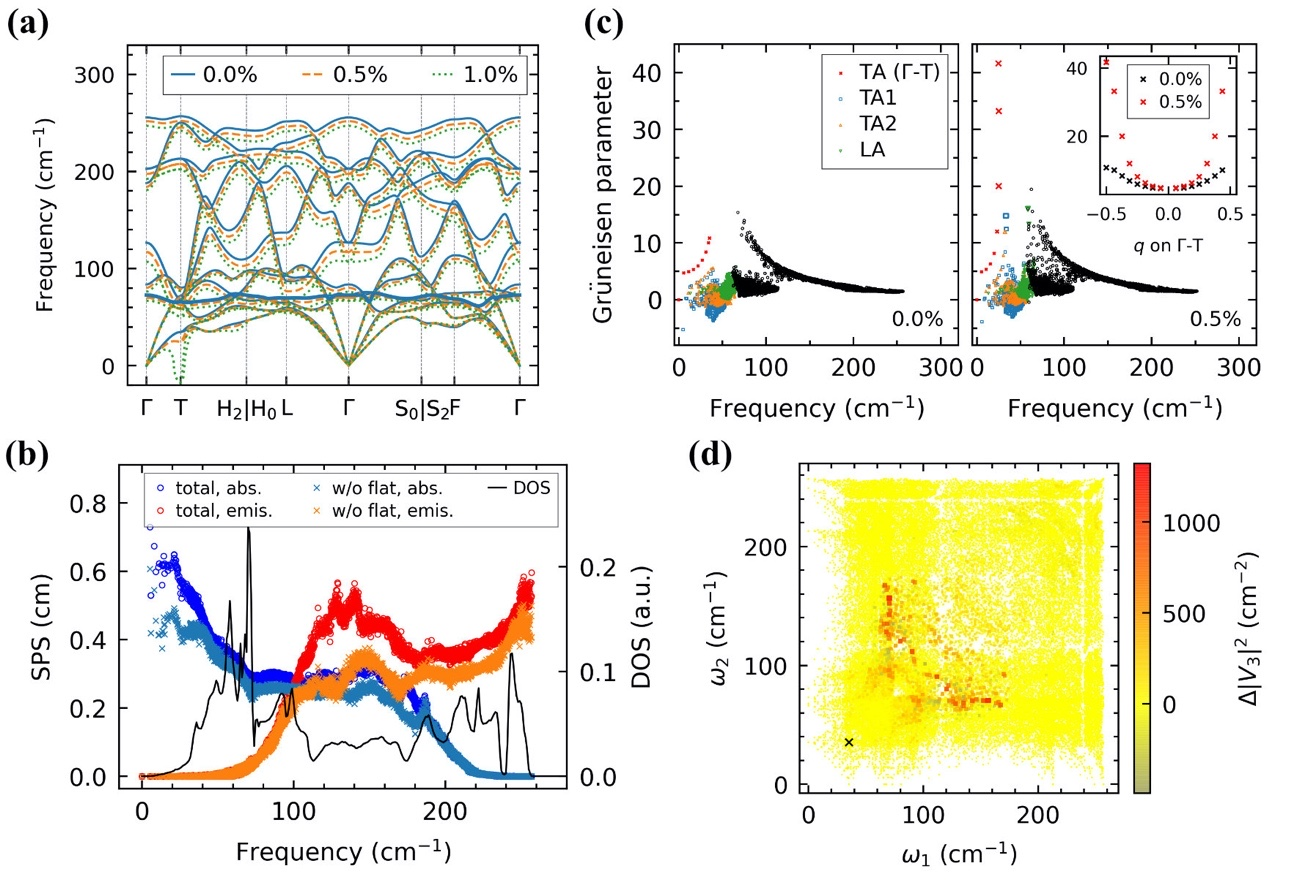 (a)
0.0% 0.5% 1.0%
300
200
100
0
Frequency (cm−1)
Γ T H2|H0 L Γ S0|S2F Γ
(b)
total, abs. w/o flat, abs. DOS
total, emis. w/o flat, emis.
0.8
0.6
0.4
0.2
0.0
SPS (cm)
0.2
0.1
0.0
DOS (a.u.)
0 100 200
Frequency (cm−1)
(c)
40
30
20
10
0
Grüneisen parameter
TA (Γ-T)
TA1
TA2
LA
0.0%
0 100 200 300
Frequency (cm−1)
40
20
0.0%
0.5%
−0.5 0.0 0.5
q on Γ-T
0.5%
0 100 200 300
Frequency (cm−1)
(d)
200
100
0
ω2 (cm−1)
0 100 200
ω1 (cm−1)
1000
500
0
Δ|V3|2 (cm−2)